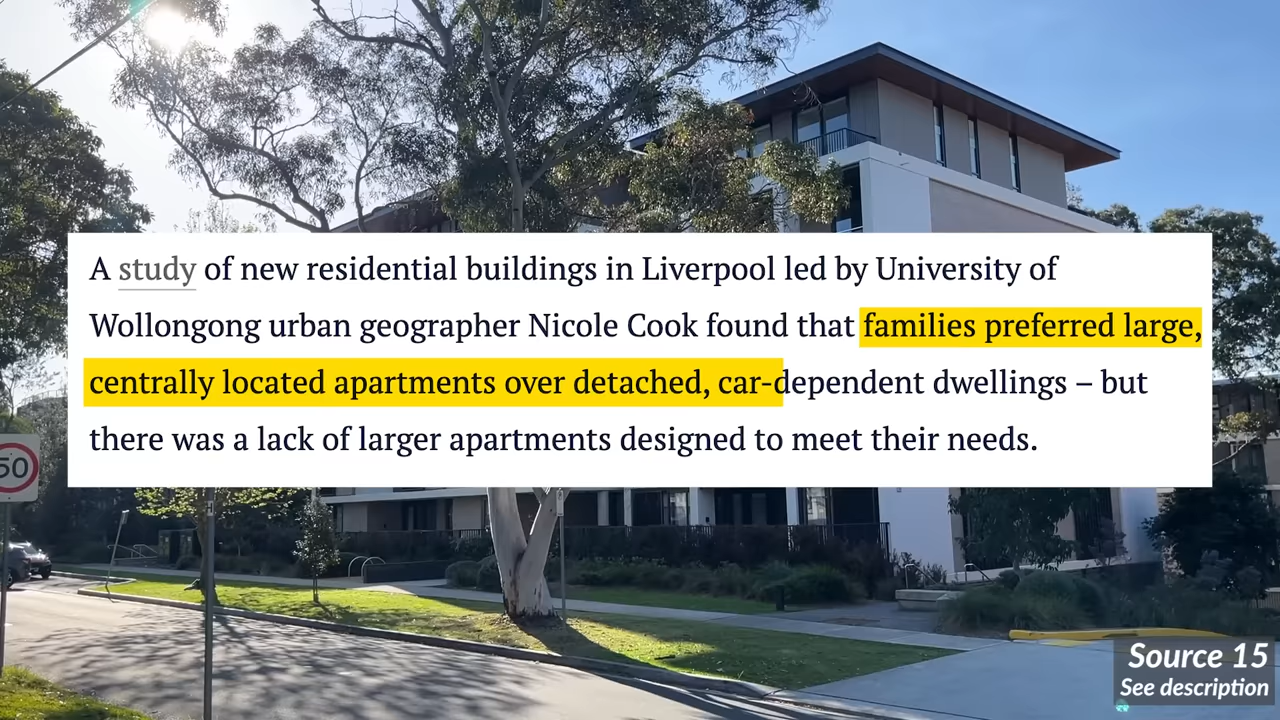 A study of new residential buildings in Liverpool led by University of
Wollongong urban geographer Nicole Cook found that families preferred large,
centrally located apartments over detached, car-dependent dwellings – but
there was a lack of larger apartments designed to meet their needs.
50
Source 15
See description